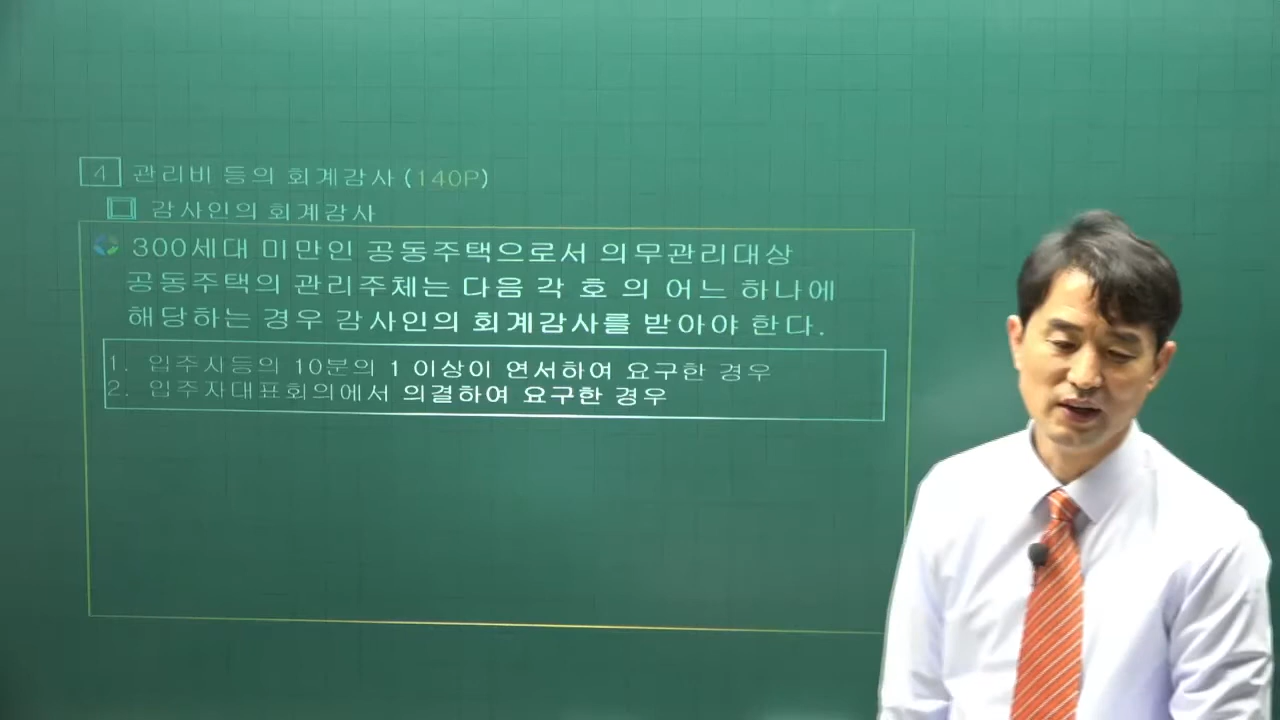 4 관리비 등의 회계감사 (140P)
감사인의 회계감사
300세대 미만인 공동주택으로서 의무관리대상
공동주택의 관리주체는 다음 각 호 의 어느 하나에
해당하는 경우 감사인의 회계감사를 받아야 한다.
1. 입주자등의 10분의 1 이상이 연서하여 요구한 경우
2. 입주자대표회의에서 의결하여 요구한 경우